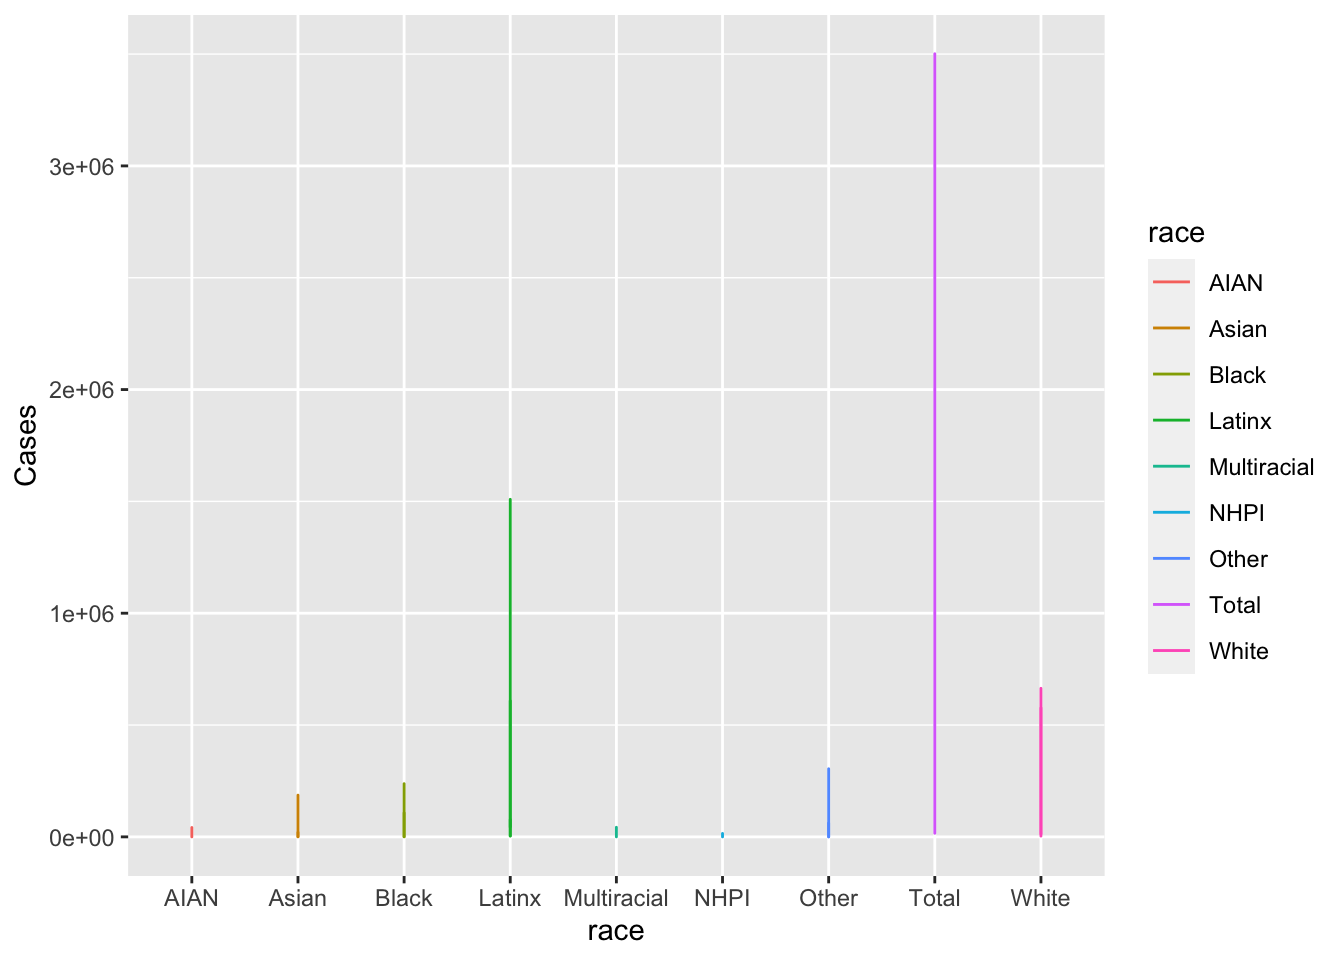 3e+06
2e+06
1e+06
0e+00
Cases
AIAN Asian Black Latinx Multiracial NHPI Other Total White
race
race
AIAN
Asian
Black
Latinx
Multiracial
NHPI
Other
Total
White